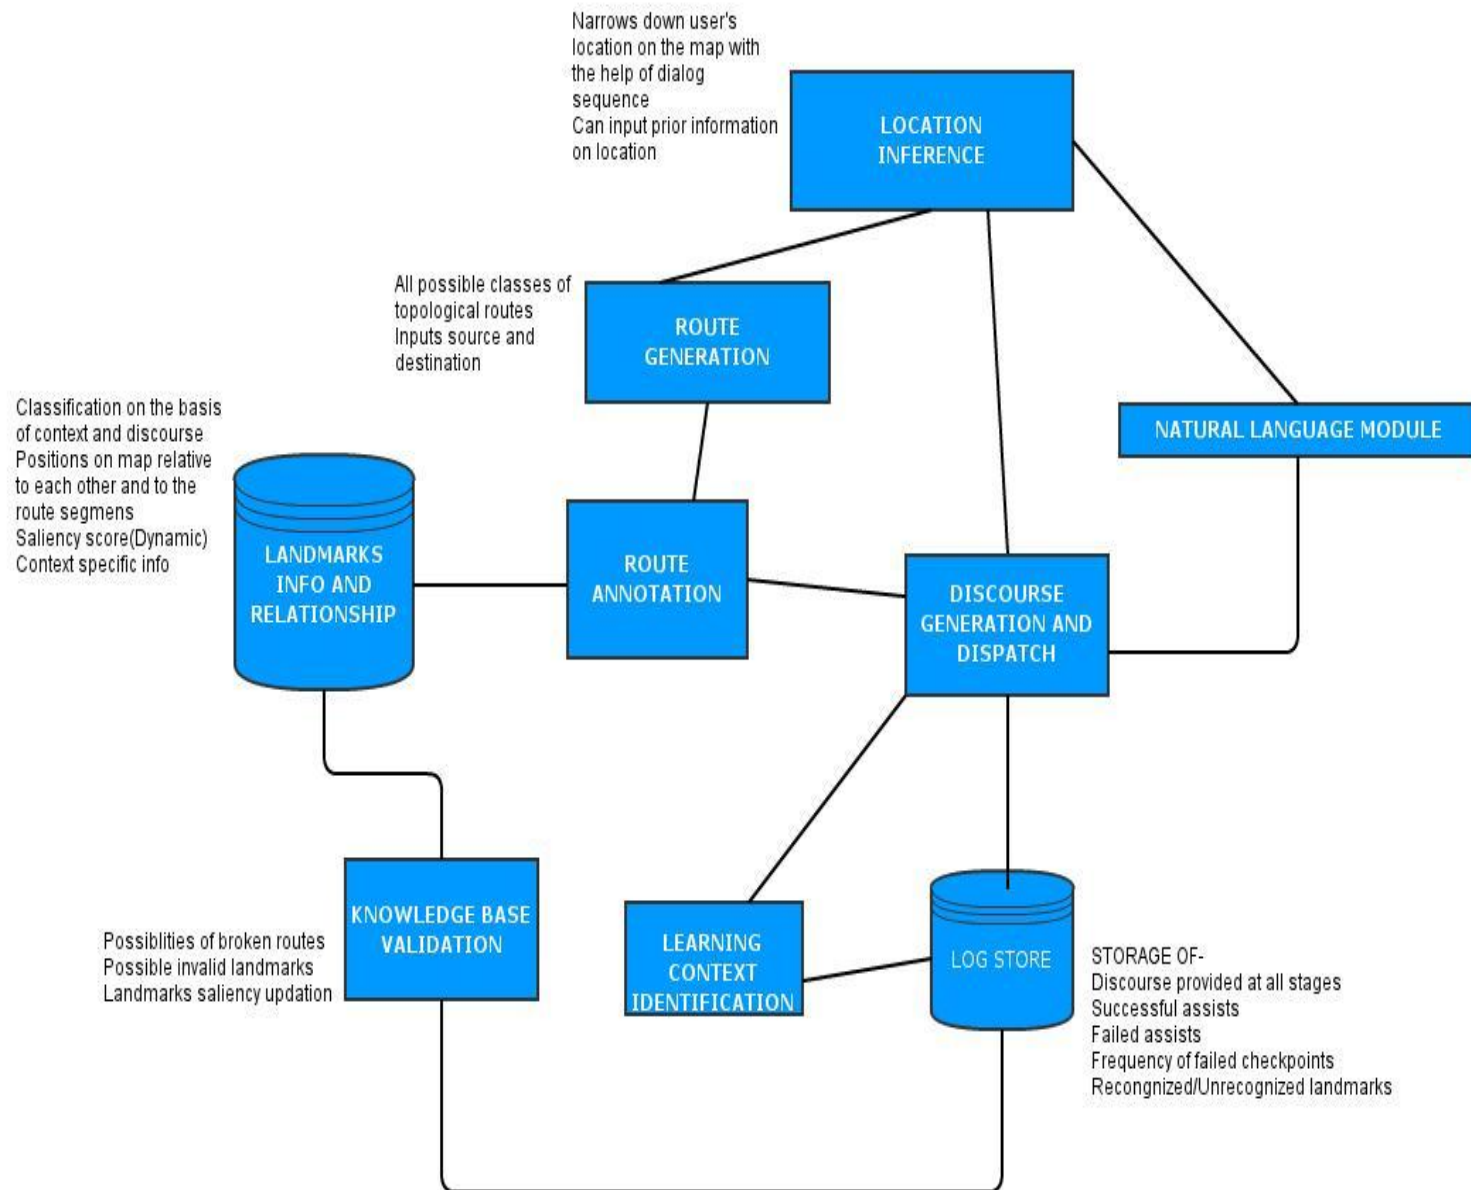 Narrows down user's
location on the map with
the help of dialog
sequence
Can input prior information
on location
LOCATION
INFERENCE
All possible classes of
topological routes
Inputs source and
destination
ROUTE
GENERATION
NATURAL LANGUAGE MODULE
Classification on the basis
of context and discourse
Positions on map relative
to each other and to the
route segmens
Saliency score(Dynamic)
Context specific info
LANDMARKS
INFO AND
RELATIONSHIP
ROUTE
ANNOTATION
DISCOURSE
GENERATION AND
DISPATCH
KNOWLEDGE BASE
VALIDATION
Possiblities of broken routes
Possible invalid landmarks
Landmarks saliency updation
LEARNING
CONTEXT
IDENTIFICATION
LOG STORE
STORAGE OF-
Discourse provided at all stages
Successful assists
Failed assists
Frequency of failed checkpoints
Recongnized/Unrecognized landmarks